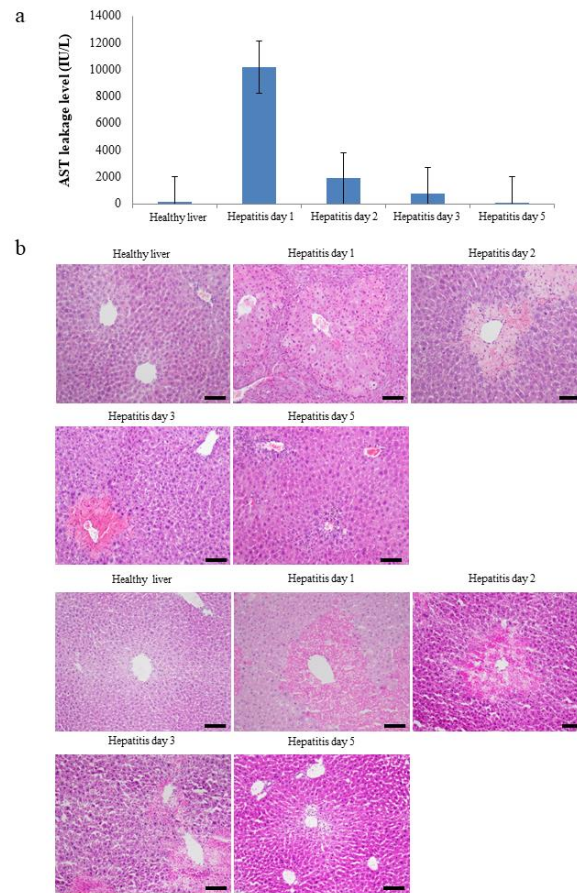 a
AST leakage level (IU/L)
14000
12000
10000
8000
6000
4000
2000
0
Healthy liver Hepatitis day 1 Hepatitis day 2 Hepatitis day 3 Hepatitis day 5
b
Healthy liver Hepatitis day 1 Hepatitis day 2
Hepatitis day 3 Hepatitis day 5
Healthy liver Hepatitis day 1 Hepatitis day 2
Hepatitis day 3 Hepatitis day 5